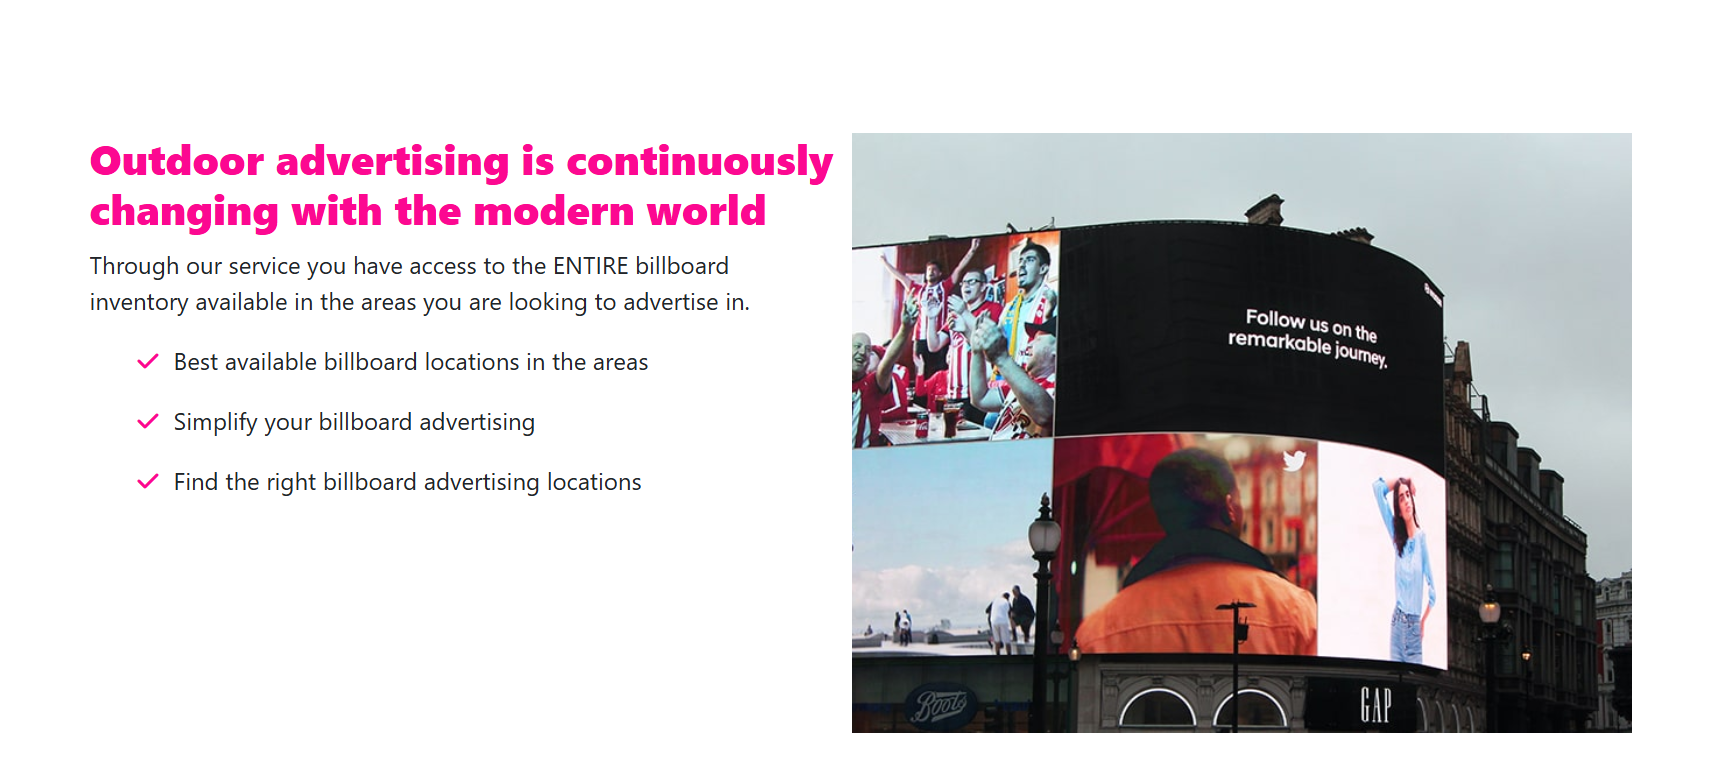 Outdoor advertising is continuously
changing with the modern world
Through our service you have access to the ENTIRE billboard
inventory available in the areas you are looking to advertise in.
Best available billboard locations in the areas
Simplify your billboard advertising
Find the right billboard advertising locations
Follow us on the
remarkable journey.
Boots
GAP